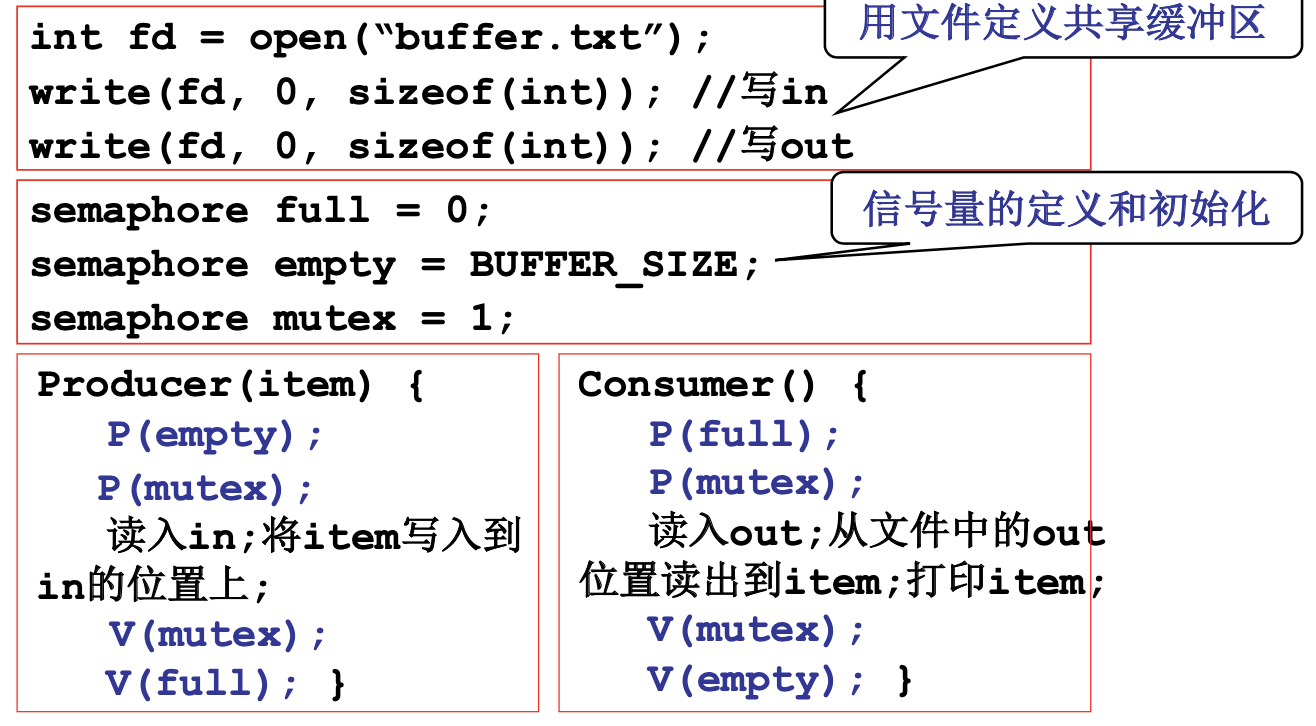 用文件定义共享缓冲区
int fd = open(“buffer.txt”);
write(fd, 0, sizeof(int)); //写in
write(fd, 0, sizeof(int)); //写out
信号量的定义和初始化
semaphore full = 0;
semaphore empty = BUFFER_SIZE;
semaphore mutex = 1;
Producer(item) {
P(empty);
P(mutex);
读入in;将item写入到
in的位置上;
V(mutex);
V(full); }
Consumer() {
P(full);
P(mutex);
读入out;从文件中的out
位置读出到item;打印item;
V(mutex);
V(empty); }